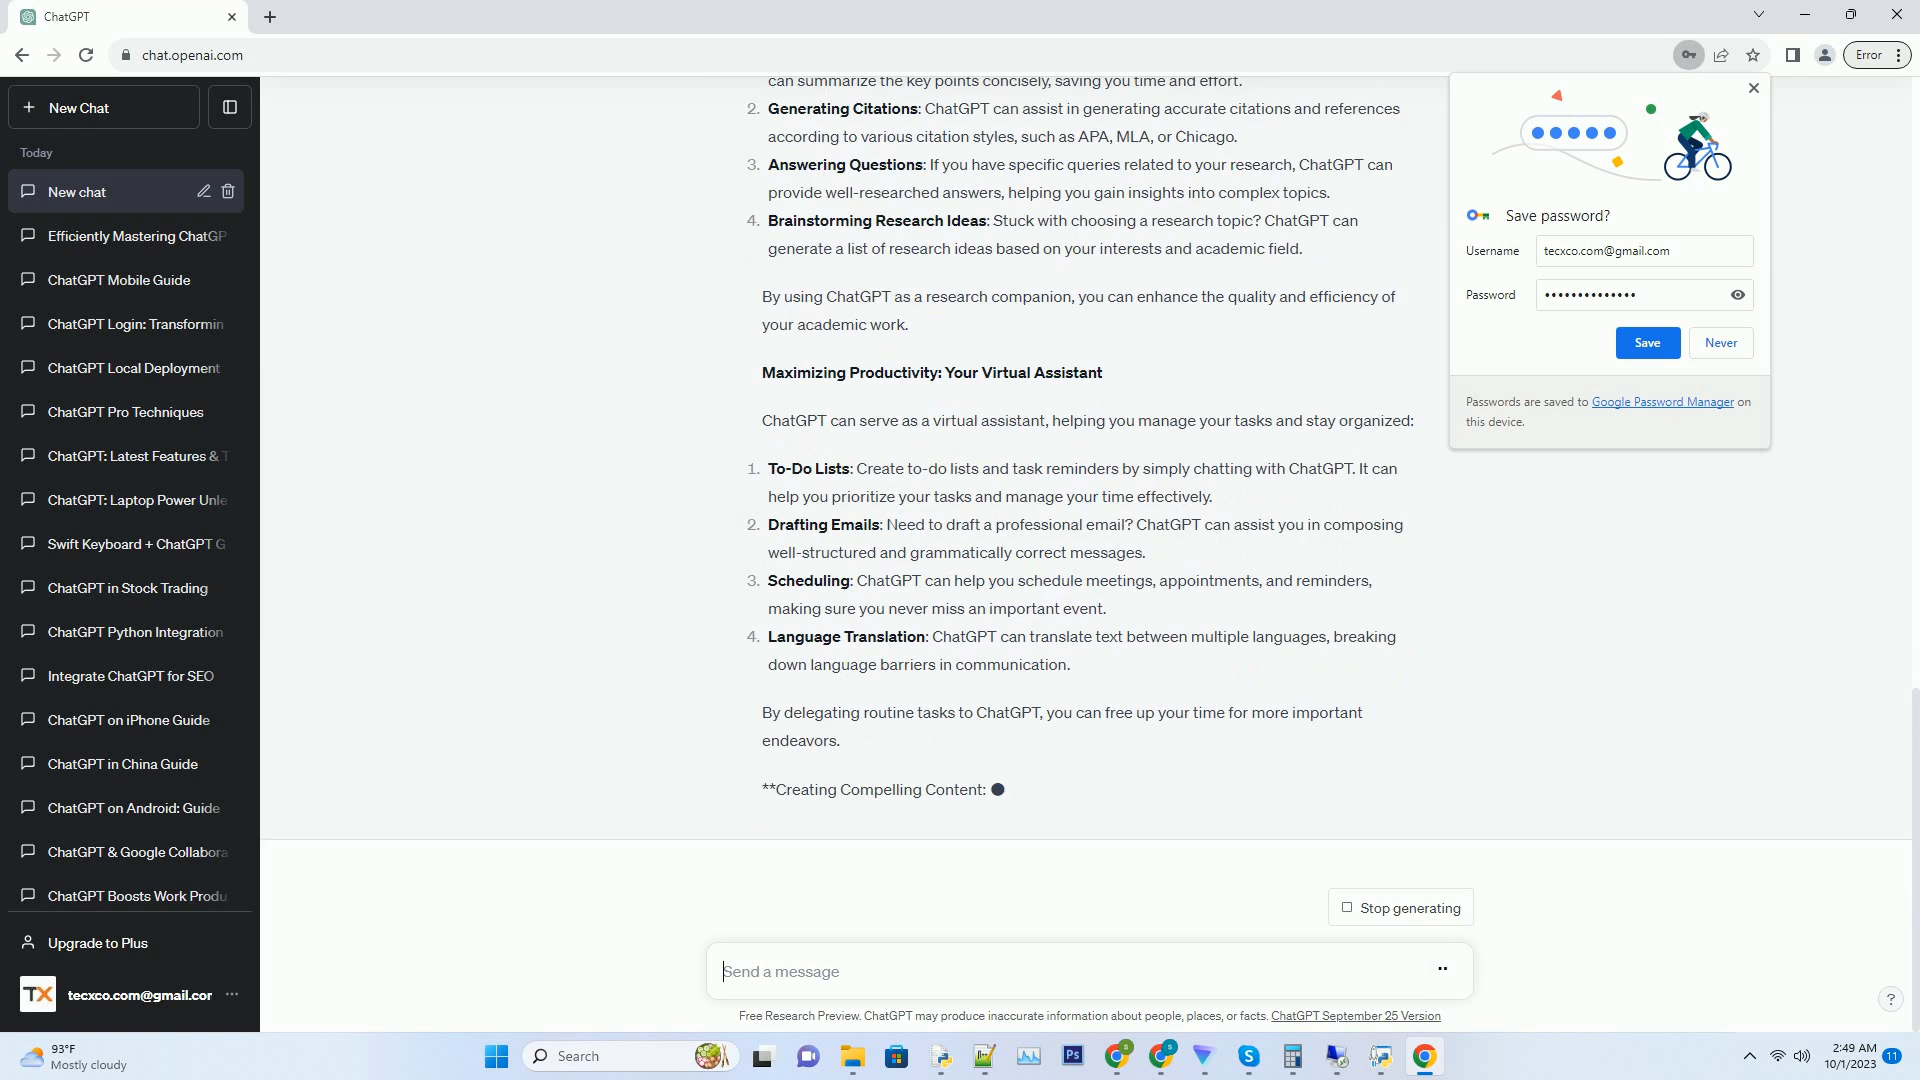 ChatGPT
chat.openai.com
Error
New Chat
Today
New chat
Efficiently Mastering ChatGP
ChatGPT Mobile Guide
ChatGPT Login: Transformin
ChatGPT Local Deployment
ChatGPT Pro Techniques
ChatGPT: Latest Features & T
ChatGPT: Laptop Power Unle
Swift Keyboard + ChatGPT G
ChatGPT in Stock Trading
ChatGPT Python Integration
Integrate ChatGPT for SEO
ChatGPT on iPhone Guide
ChatGPT in China Guide
ChatGPT on Android: Guide
ChatGPT & Google Collabora
ChatGPT Boosts Work Produ
Upgrade to Plus
TX tecxco.com@gmail.cor
can summarize the key points concisely, saving you time and effort.
2. Generating Citations: ChatGPT can assist in generating accurate citations and references
according to various citation styles, such as APA, MLA, or Chicago.
3. Answering Questions: If you have specific queries related to your research, ChatGPT can
provide well-researched answers, helping you gain insights into complex topics.
4. Brainstorming Research Ideas: Stuck with choosing a research topic? ChatGPT can
generate a list of research ideas based on your interests and academic field.
By using ChatGPT as a research companion, you can enhance the quality and efficiency of
your academic work.
Maximizing Productivity: Your Virtual Assistant
ChatGPT can serve as a virtual assistant, helping you manage your tasks and stay organized:
1. To-Do Lists: Create to-do lists and task reminders by simply chatting with ChatGPT. It can
help you prioritize your tasks and manage your time effectively.
2. Drafting Emails: Need to draft a professional email? ChatGPT can assist you in composing
well-structured and grammatically correct messages.
3. Scheduling: ChatGPT can help you schedule meetings, appointments, and reminders,
making sure you never miss an important event.
4. Language Translation: ChatGPT can translate text between multiple languages, breaking
down language barriers in communication.
By delegating routine tasks to ChatGPT, you can free up your time for more important
endeavors.
**Creating Compelling Content:
Stop generating
Send a message
Free Research Preview. ChatGPT may produce inaccurate information about people, places, or facts. ChatGPT September 25 Version
?
Save password?
Username tecxco.com@gmail.com
Password ••••••••••••••
Save Never
Passwords are saved to Google Password Manager on
this device.
93°F
Mostly cloudy
Search
Ps
S
S
2:49 AM
10/1/2023
11